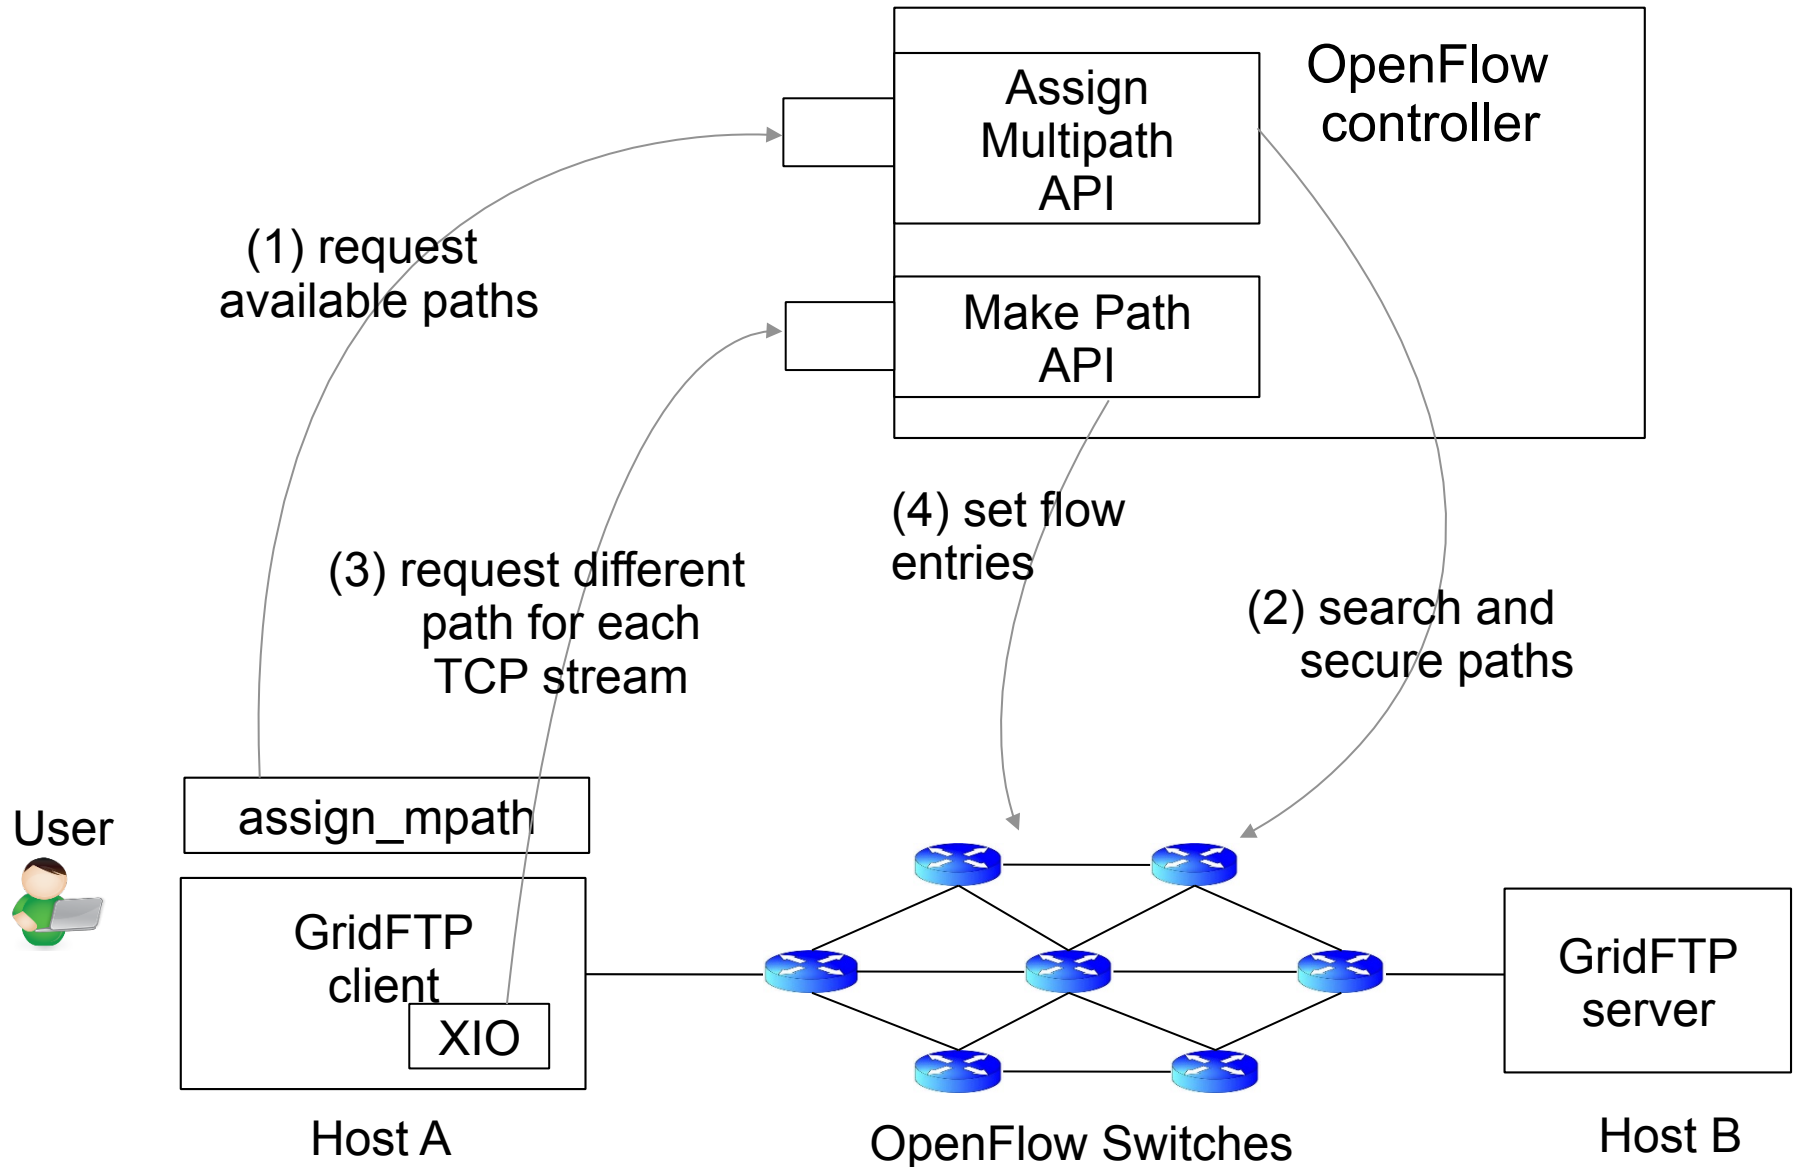 OpenFlow
controller
Assign
Multipath
API
(1) request
available paths
Make Path
API
(4) set flow
entries
(3) request different
path for each
TCP stream
(2) search and
secure paths
User
assign_mpath
GridFTP
client
XIO
GridFTP
server
Host A
OpenFlow Switches
Host B